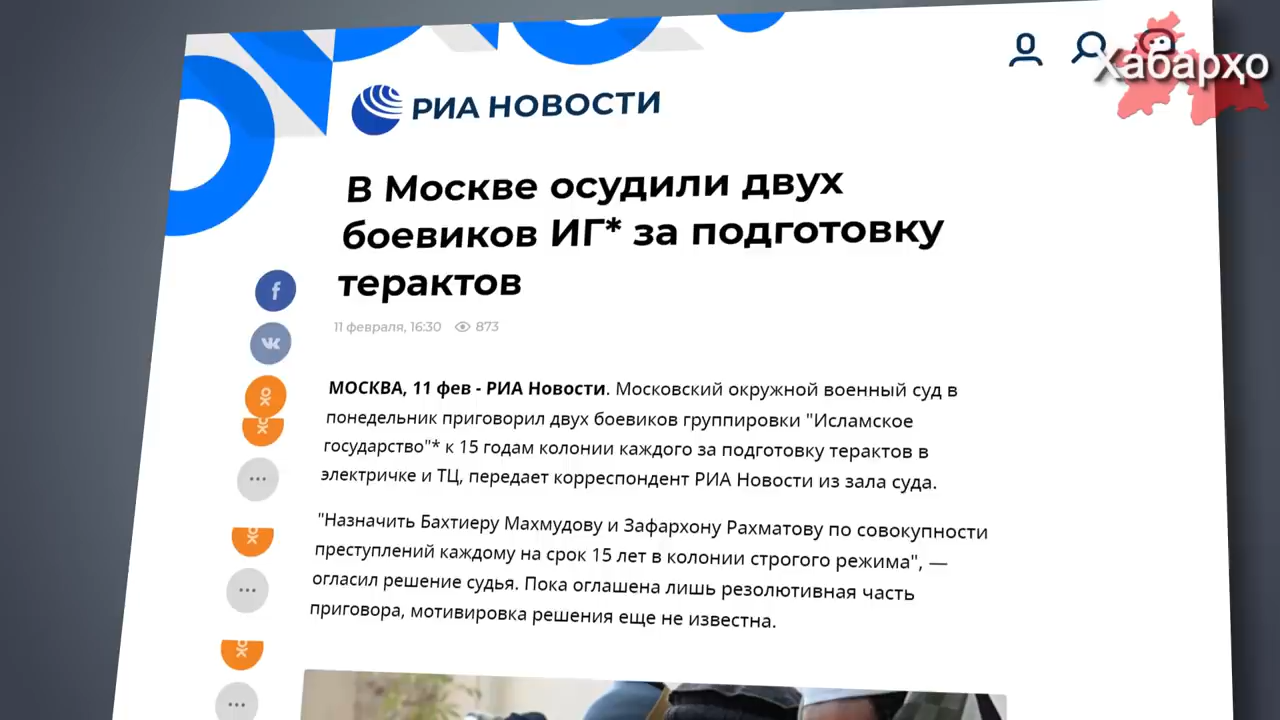 Хабарҳо
РИА НОВОСТИ
В Москве осудили двух
боевиков ИГ* за подготовку
терактов
11 февраля, 16:30 873
МОСКВА, 11 фев - РИА Новости. Московский окружной военный суд в
понедельник приговорил двух боевиков группировки "Исламское
государство"* к 15 годам колонии каждого за подготовку терактов в
электричке и ТЦ, передает корреспондент РИА Новости из зала суда.
"Назначить Бахтиеру Махмудову и Зафархону Рахматову по совокупности
преступлений каждому на срок 15 лет в колонии строгого режима", —
огласил решение судья. Пока оглашена лишь резолютивная часть
приговора, мотивировка решения еще не известна.